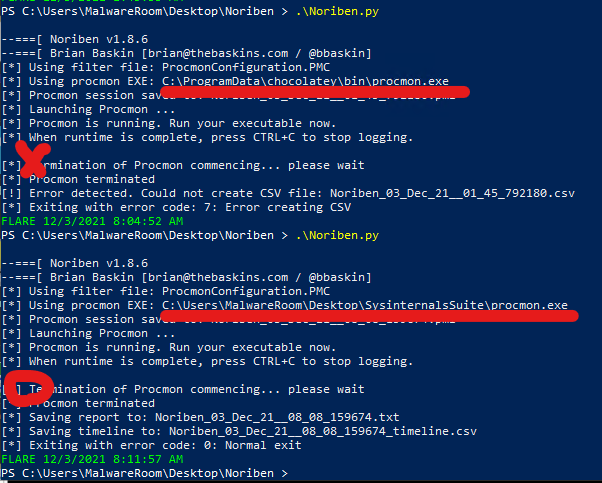 PS C:\Users\MalwareRoom\Desktop\Noriben > .\Noriben.py
--===[ Noriben v1.8.6
--===[ Brian Baskin [brian@thebaskins.com / @bbaskin]
[*] Using filter file: ProcmonConfiguration.PMC
[*] Using procmon EXE: C:\ProgramData\chocolatey\bin\procmon.exe
[*] Procmon session
[*] Launching Procmon ...
[*] Procmon is running. Run your executable now.
[*] When runtime is complete, press CTRL+C to stop logging.
[*] Termination of Procmon commencing... please wait
[*] Procmon terminated
[!] Error detected. Could not create CSV file: Noriben_03_Dec_21__01_45_792180.csv
[*] Exiting with error code: 7: Error creating CSV
FLARE 12/3/2021 8:04:52 AM
PS C:\Users\MalwareRoom\Desktop\Noriben > .\Noriben.py
--===[ Noriben v1.8.6
--===[ Brian Baskin [brian@thebaskins.com / @bbaskin]
[*] Using filter file: ProcmonConfiguration.PMC
[*] Using procmon EXE: C:\Users\MalwareRoom\Desktop\SysinternalsSuite\procmon.exe
[*] Procmon session
[*] Launching Procmon ...
[*] Procmon is running. Run your executable now.
[*] When runtime is complete, press CTRL+C to stop logging.
[*] Termination of Procmon commencing... please wait
[*] Procmon terminated
[*] Saving report to: Noriben_03_Dec_21__08_08_159674.txt
[*] Saving timeline to: Noriben_03_Dec_21__08_08_159674_timeline.csv
[*] Exiting with error code: 0: Normal exit
FLARE 12/3/2021 8:11:57 AM
PS C:\Users\MalwareRoom\Desktop\Noriben >